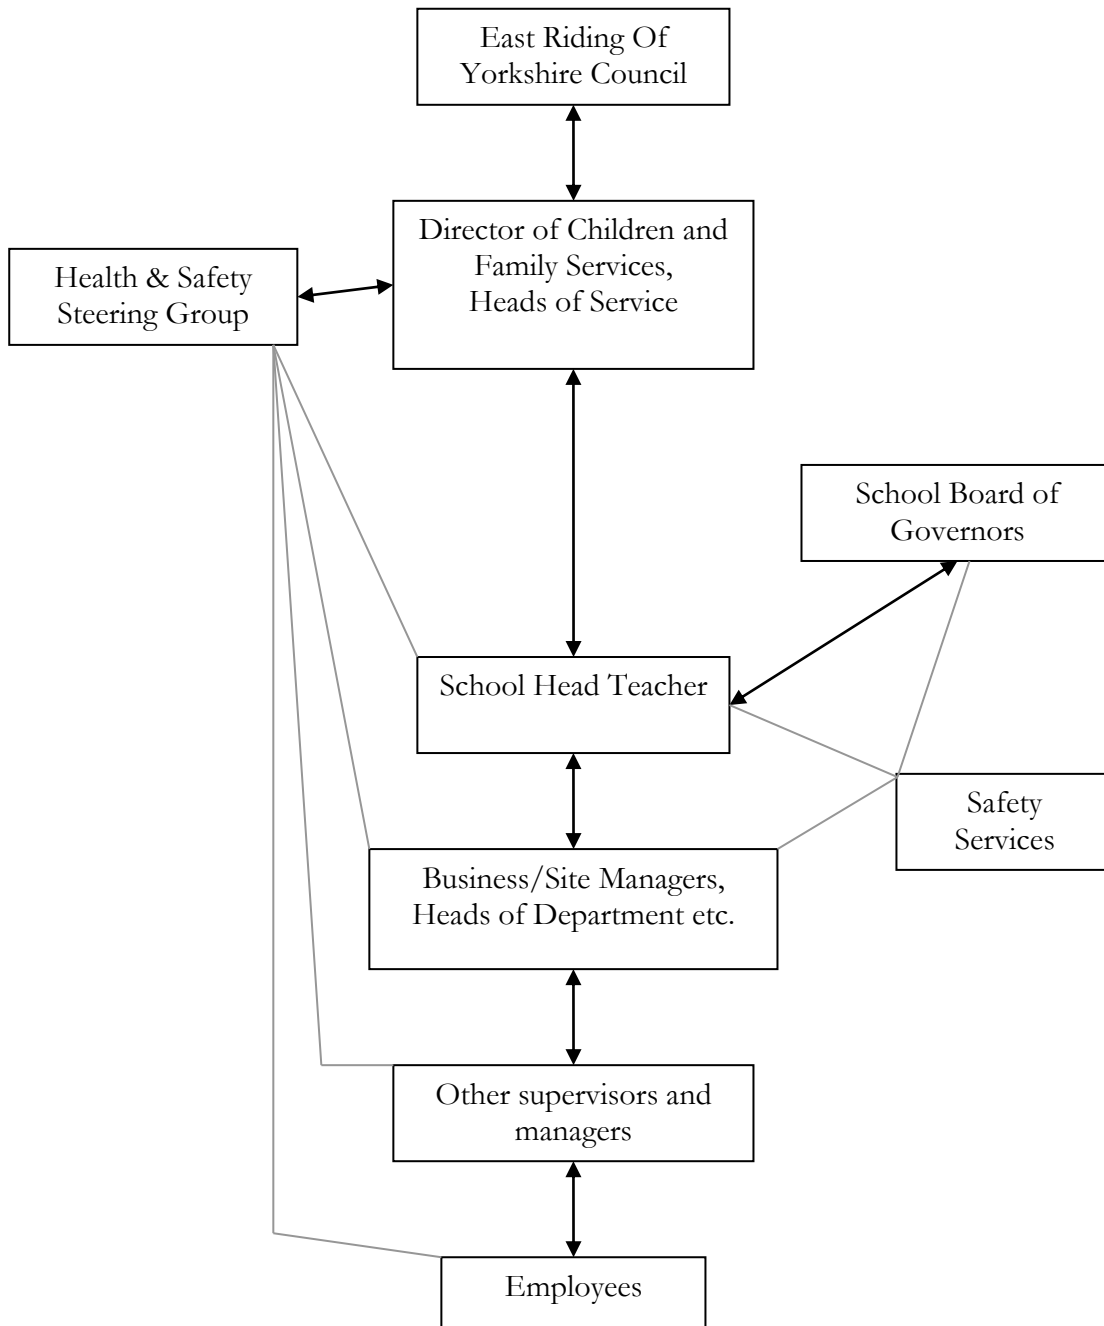 East Riding Of
Yorkshire Council
Director of Children and
Family Services,
Heads of Service
Health & Safety
Steering Group
School Board of
Governors
School Head Teacher
Safety
Services
Business/Site Managers,
Heads of Department etc.
Other supervisors and
managers
Employees